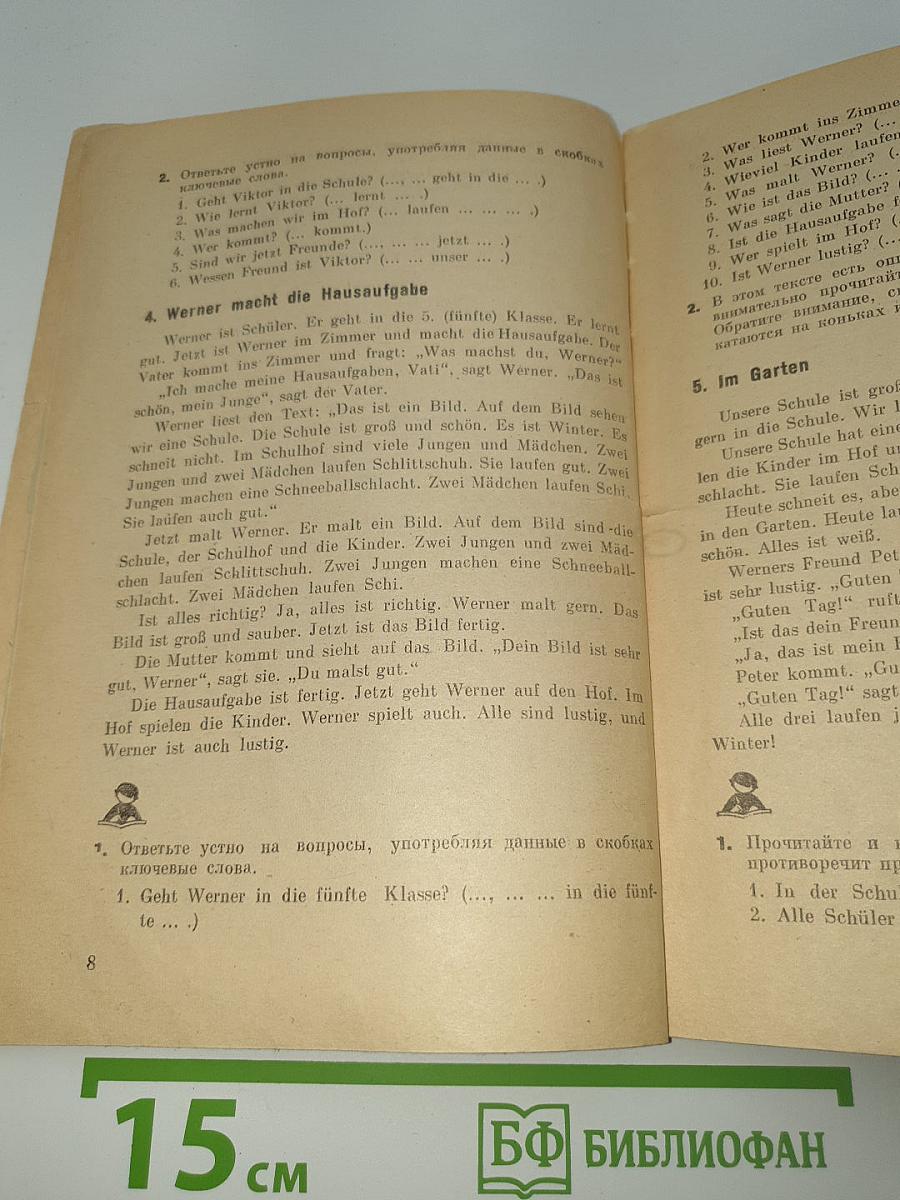 2. Ответьте устно на вопросы, употребляя данные в скобках
ключевые слова.
1. Geht Viktor in die Schule? (..., ... geht in die ... .)
2. Wie lernt Viktor? (... lernt ... .)
3. Was machen wir im Hof? (... laufen ... ... ... .)
4. Wer kommt? (... kommt.)
5. Sind wir jetzt Freunde? (..., ... ... jetzt ... .)
6. Wessen Freund ist Viktor? (... ... unser ... .)
4. Werner macht die Hausaufgabe
Werner ist Schüler. Er geht in die 5. (fünfte) Klasse. Er lernt
gut. Jetzt ist Werner im Zimmer und macht die Hausaufgabe. Der
Vater kommt ins Zimmer und fragt: „Was machst du, Werner?“
„Ich mache meine Hausaufgaben, Vati“, sagt Werner. „Das ist
schön, mein Junge“, sagt der Vater.
Werner liest den Text: „Das ist ein Bild. Auf dem Bild sehen
wir eine Schule. Die Schule ist groß und schön. Es ist Winter. Es
schneit nicht. Im Schulhof sind viele Jungen und Mädchen. Zwei
Jungen und zwei Mädchen laufen Schlittschuh. Sie laufen gut. Zwei
Jungen machen eine Schneeballschlacht. Zwei Mädchen laufen Schi.
Sie laufen auch gut.“
Jetzt malt Werner. Er malt ein Bild. Auf dem Bild sind die
Schule, der Schulhof und die Kinder. Zwei Jungen und zwei Mäd-
chen laufen Schlittschuh. Zwei Jungen machen eine Schneeball-
schlacht. Zwei Mädchen laufen Schi.
Ist alles richtig? Ja, alles ist richtig. Werner malt gern. Das
Bild ist groß und sauber. Jetzt ist das Bild fertig.
Die Mutter kommt und sieht auf das Bild. „Dein Bild ist sehr
gut, Werner“, sagt sie. „Du malst gut.“
Die Hausaufgabe ist fertig. Jetzt geht Werner auf den Hof. Im
Hof spielen die Kinder. Werner spielt auch. Alle sind lustig, und
Werner ist auch lustig.
1. Ответьте устно на вопросы, употребляя данные в скобках
ключевые слова.
1. Geht Werner in die fünfte Klasse? (..., ... ... in die fünf-
te ... .)
8
2. Wer kommt ins Zimme
3. Was liest Werner? (...
4. Wieviel Kinder laufen
5. Was malt Werner? (.
6. Wie ist das Bild? (...
7. Was sagt die Mutter? (
8. Ist die Hausaufgabe f
9. Wer spielt im Hof? (
10. Ist Werner lustig? (..
2. В этом тексте есть опи
внимательно прочитайт
Обратите внимание, с
катаются на коньках и
5. Im Garten
Unsere Schule ist groß
gern in die Schule. Wir l
Unsere Schule hat eine
len die Kinder im Hof u
schlacht. Sie laufen Sch
Heute schneit es, abe
in den Garten. Heute la
schön. Alles ist weiß.
Werners Freund Pet
ist sehr lustig. „Guten
„Guten Tag!“ ruft
„Ist das dein Freun
„Ja, das ist mein
Peter kommt. „Gu
„Guten Tag!“ sagt
Alle drei laufen j
Winter!
1. Прочитайте и
противоречит пр
1. In der Schul
2. Alle Schüler
15 см
БФ БИБЛИОФАН